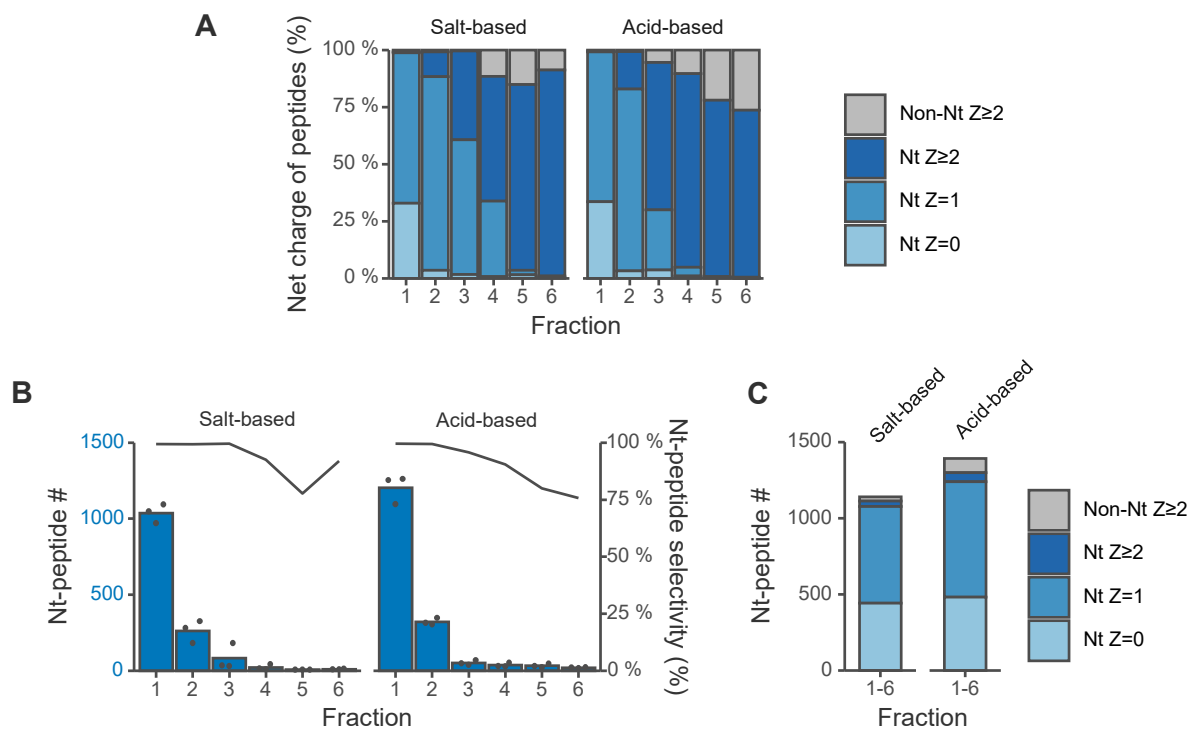 A
Salt-based
Acid-based
Net charge of peptides (%)
100 %
75 %
50 %
25 %
0 %
1 2 3 4 5 6
1 2 3 4 5 6
Fraction
Non-Nt Z≥2
Nt Z≥2
Nt Z=1
Nt Z=0
B
Salt-based
Acid-based
Nt-peptide #
1500
1000
500
0
1 2 3 4 5 6
1 2 3 4 5 6
100 %
75 %
50 %
25 %
0 %
Nt-peptide selectivity (%)
Fraction
C
Salt-based
Acid-based
Nt-peptide #
1500
1000
500
0
1-6
1-6
Fraction
Non-Nt Z≥2
Nt Z≥2
Nt Z=1
Nt Z=0